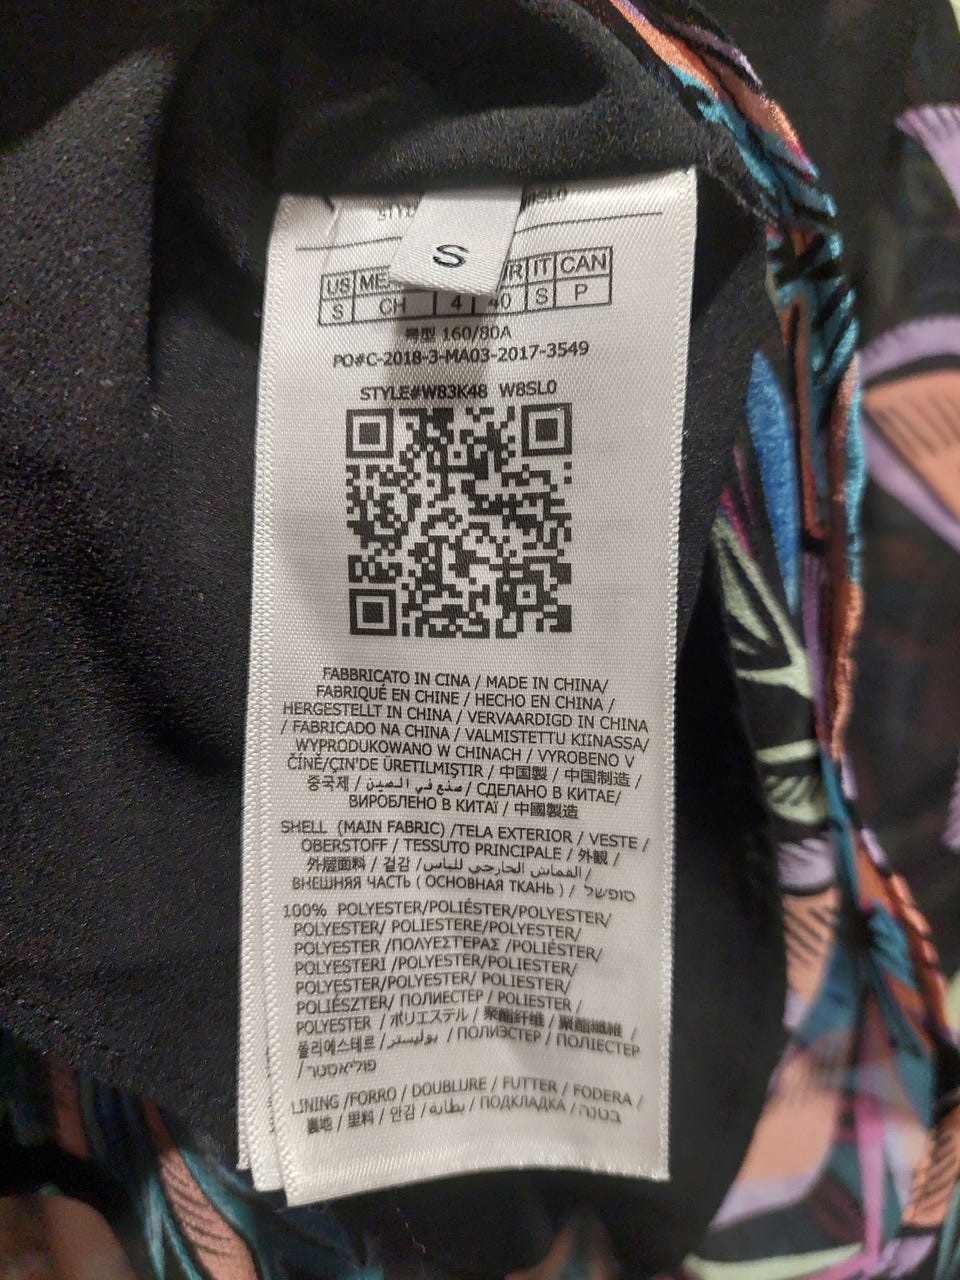 S
US IT CAN
S CH 4 40 S P
号型 160/80A
PO#C-2018-3-MA03-2017-3549
STYLE#W83K48 W8SL0
FABBRICATO IN CINA / MADE IN CHINA/
FABRIQUÉ EN CHINE / HECHO EN CHINA /
HERGESTELLT IN CHINA / VERVAARDIGD IN CHINA
/ FABRICADO NA CHINA / VALMISTETTU KIINASSA/
WYPRODUKOWANO W CHINACH / VYROBENO V
ČÍNĚ/ÇIN'DE ÜRETILMIŞTIR / 中国製 / 中国制造 /
중국제 / صنع في الصين / СДЕЛАНО В КИТАЕ/
ВИРОБЛЕНО В КИТАЇ / 中國製造
SHELL (MAIN FABRIC) /TELA EXTERIOR / VESTE /
OBERSTOFF / TESSUTO PRINCIPALE / 外観 /
外层面料 / 겉감 / القماش الخارجي للباس /
ВНЕШНЯЯ ЧАСТЬ ( ОСНОВНАЯ ТКАНЬ ) /
100% POLYESTER/POLIÉSTER/POLYESTER/
POLYESTER/ POLIESTERE/POLYESTER/
POLYESTER /ΠΟΛΥΕΣΤΕΡΑΣ /POLIÉSTER/
POLYESTERI /POLYESTER/POLIESTER/
POLYESTER/POLYESTER/ POLIESTER/
POLIÉSZTER/ ПОЛИЕСТЕР / POLIESTER /
POLYESTER / ポリエステル / 聚酯纤维 / 聚酯纖維 /
폴리에스테르 / بوليستر / ПОЛИЭСТЕР / ПОЛІЕСТЕР
/ פוליאסטר
LINING /FORRO / DOUBLURE / FUTTER / FODERA /
裏地 / 里料 / 안감 / بطانة / ПОДКЛАДКА / בטנה